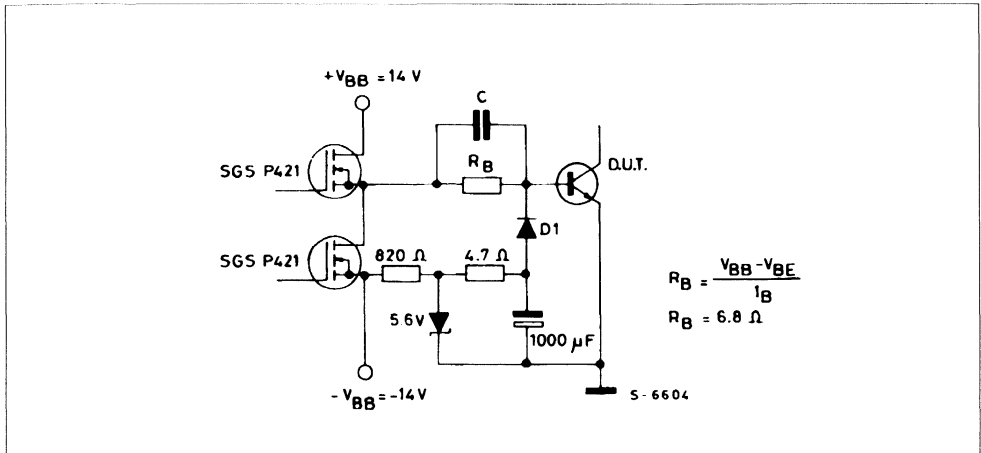 +VBB = 14 V
C
SGS P421
RB
D.U.T.
D1
SGS P421
820 Ω
4.7 Ω
RB = VBB-VBE
IB
5.6V
RB = 6.8 Ω
1000 µF
- VBB = -14 V
S-6604